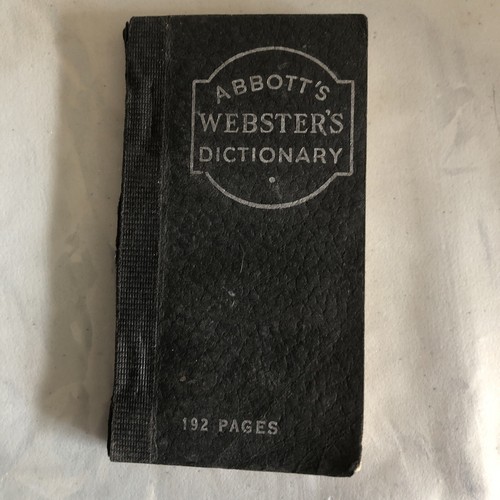 ABBOTT'S
WEBSTER'S
DICTIONARY
192 PAGES